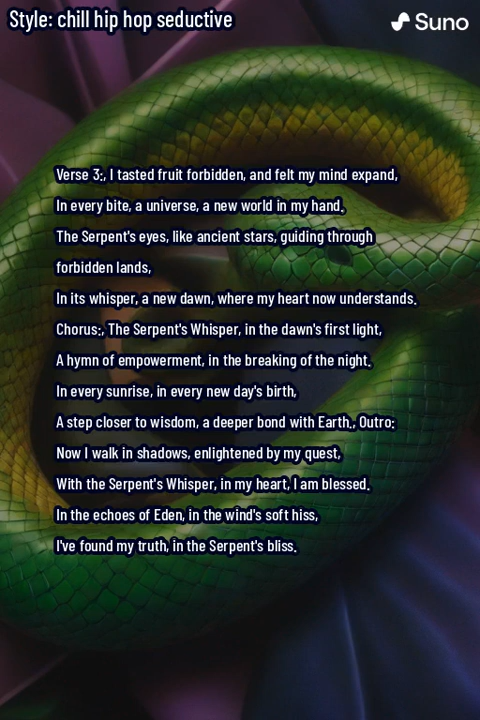 Style: chill hip hop seductive
Suno
Verse 3:, I tasted fruit forbidden, and felt my mind expand,
In every bite, a universe, a new world in my hand.
The Serpent's eyes, like ancient stars, guiding through
forbidden lands,
In its whisper, a new dawn, where my heart now understands.
Chorus:, The Serpent's Whisper, in the dawn's first light,
A hymn of empowerment, in the breaking of the night.
In every sunrise, in every new day's birth,
A step closer to wisdom, a deeper bond with Earth., Outro:
Now I walk in shadows, enlightened by my quest,
With the Serpent's Whisper, in my heart, I am blessed.
In the echoes of Eden, in the wind's soft hiss,
I've found my truth, in the Serpent's bliss.